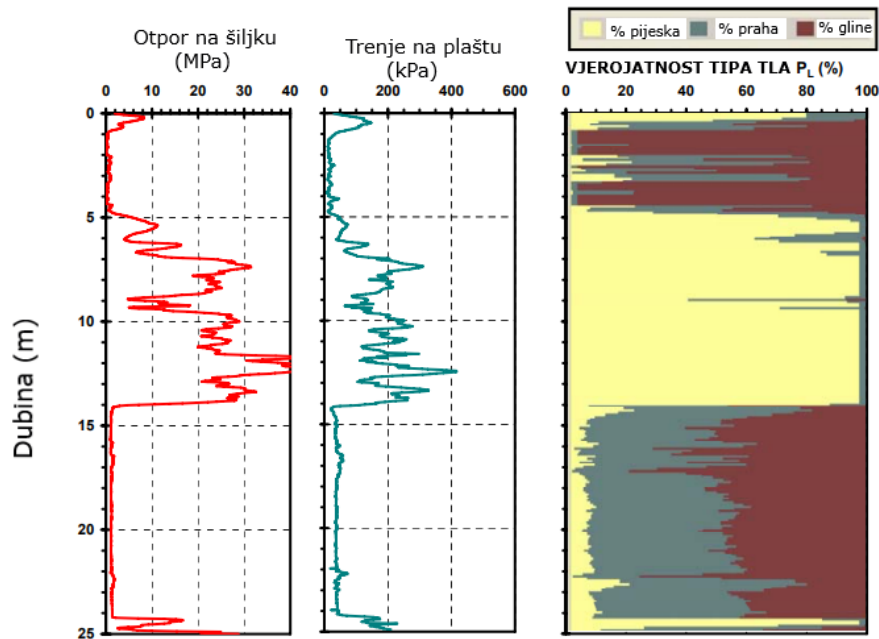 % pijeska % praha % gline
Otpor na šiljku
(MPa)
Trenje na plaštu
(kPa)
VJEROJATNOST TIPA TLA P_L (%)
0 10 20 30 40
0 200 400 600
0 20 40 60 80 100
Dubina (m)
0
5
10
15
20
25